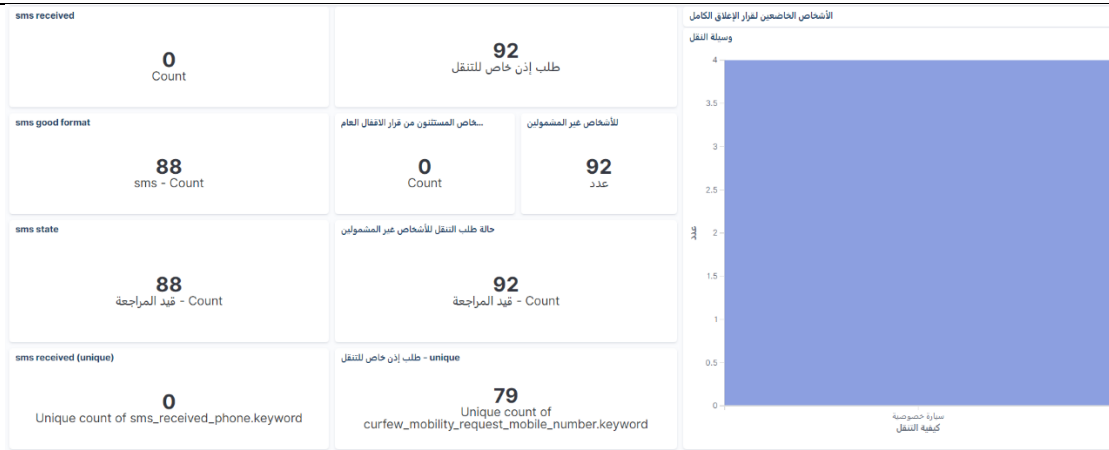 sms received
0
Count
92
طلب إذن خاص للتنقل
الأشخاص الخاضعين لقرار الإغلاق الكامل
وسيلة النقل
sms good format
88
sms - Count
...خاص المستثنون من قرار الاقفال العام
0
Count
للأشخاص غير المشمولين
92
عدد
sms state
88
قيد المراجعة - Count
حالة طلب التنقل للأشخاص غير المشمولين
92
قيد المراجعة - Count
sms received (unique)
0
Unique count of sms_received_phone.keyword
طلب إذن خاص للتنقل - unique
79
Unique count of
curfew_mobility_request_mobile_number.keyword
4
3.5
3
2.5
2
1.5
1
0.5
0
عدد
سيارة خصوصية
كيفية التنقل